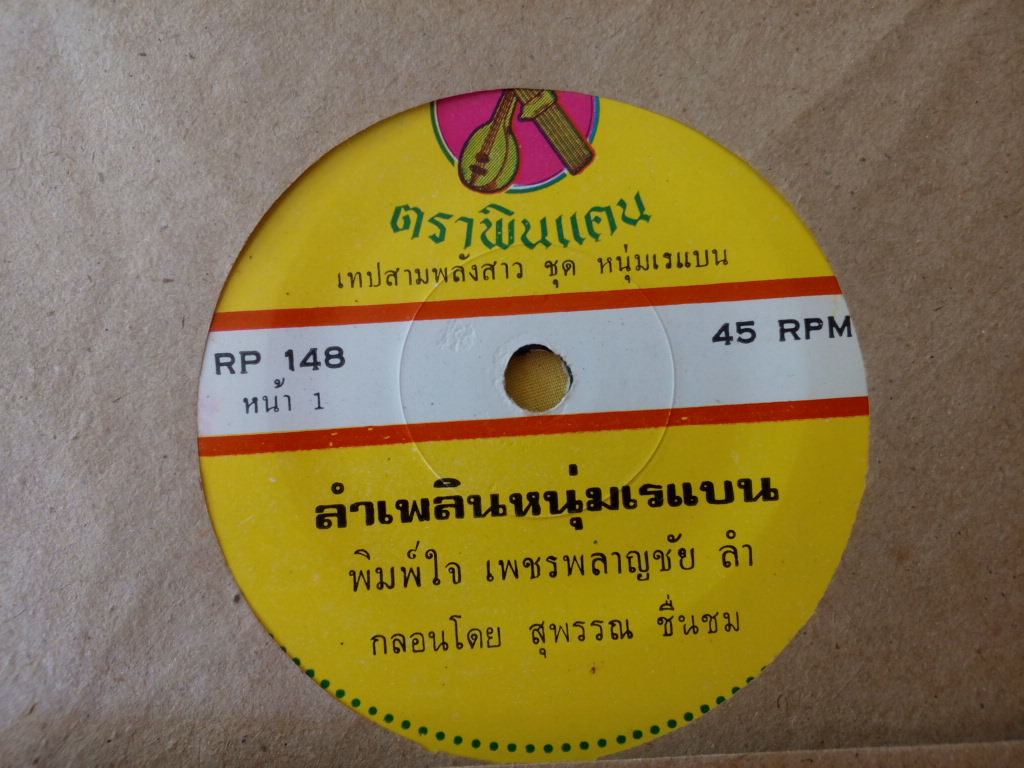 ตราพิณแคน
เทปสามพลังสาว ชุด หนุ่มเรแบน
RP 148
45 RPM
หน้า 1
ลำเพลินหนุ่มเรแบน
พิมพ์ใจ เพชรพลาญชัย ลำ
กลอนโดย สุพรรณ ชื่นชม